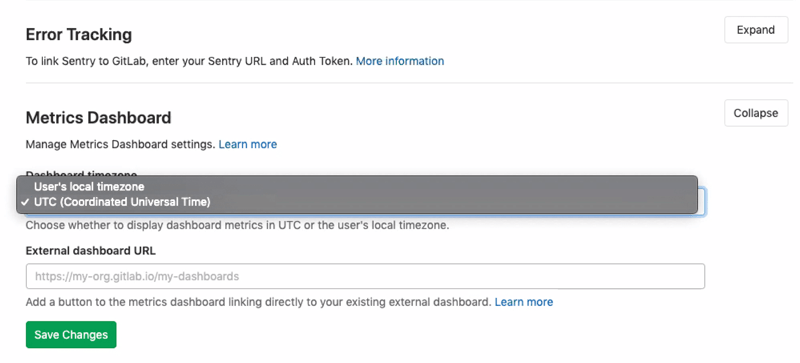 Error Tracking
Expand
To link Sentry to GitLab, enter your Sentry URL and Auth Token. More information
Metrics Dashboard
Collapse
Manage Metrics Dashboard settings. Learn more
Dashboard timezone
User's local timezone
✓ UTC (Coordinated Universal Time)
Choose whether to display dashboard metrics in UTC or the user's local timezone.
External dashboard URL
https://my-org.gitlab.io/my-dashboards
Add a button to the metrics dashboard linking directly to your existing external dashboard. Learn more
Save Changes